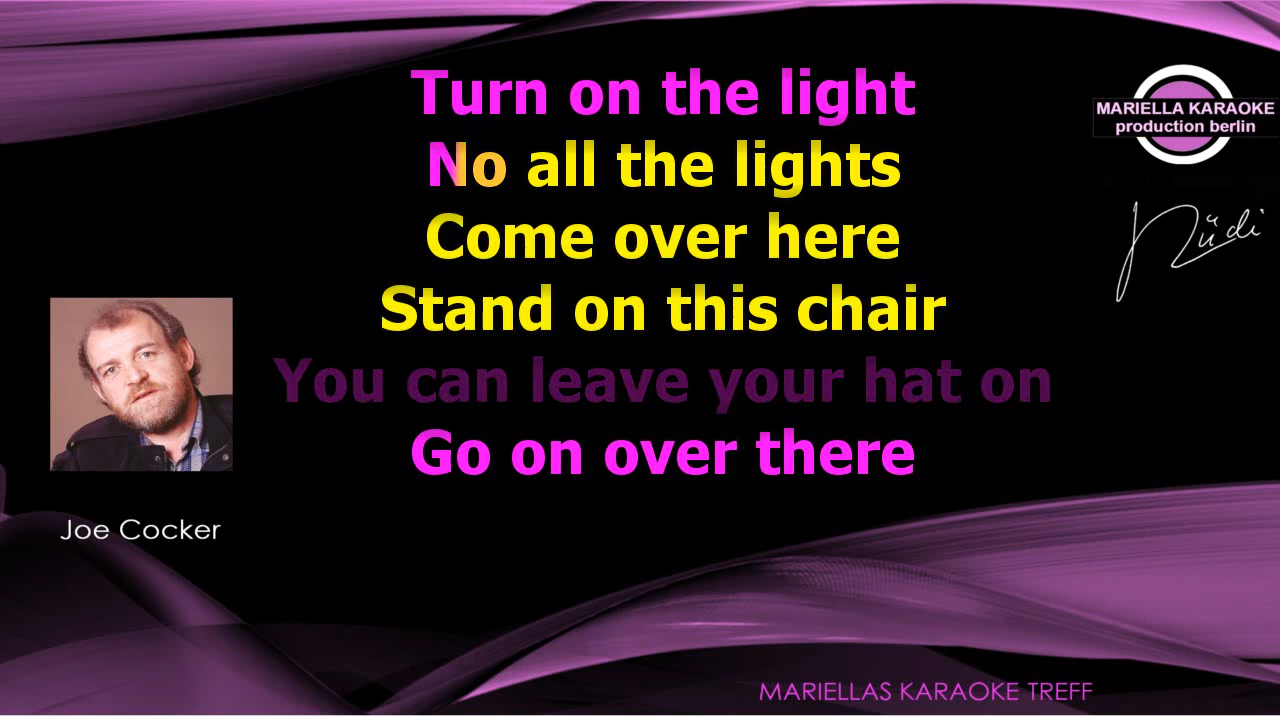 Turn on the light
No all the lights
Come over here
Stand on this chair
You can leave your hat on
Go on over there
MARIELLA KARAOKE
production berlin
Rüdi
Joe Cocker
MARIELLAS KARAOKE TREFF